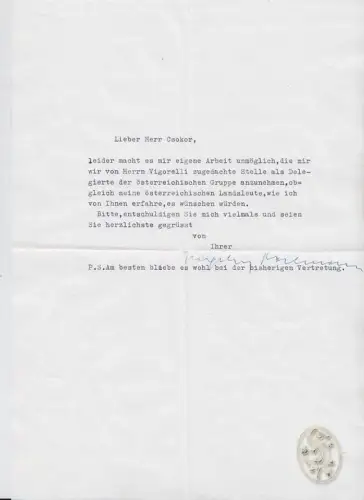 Lieber Herr Csokor,
leider macht es mir eigene Arbeit unmöglich, die mir
wir von Herrn Vigorelli zugedachte Stelle als Dele-
gierte der österreichischen Gruppe anzunehmen, ob-
gleich meine österreichischen Landsleute, wie ich
von Ihnen erfahre, es wünschen würden.
Bitte, entschuldigen Sie mich vielmals und seien
Sie herzlichste gegrüsst
von
Ihrer
Ingeborg Bachmann
P.S. Am besten bliebe es wohl bei der bisherigen Vertretung.